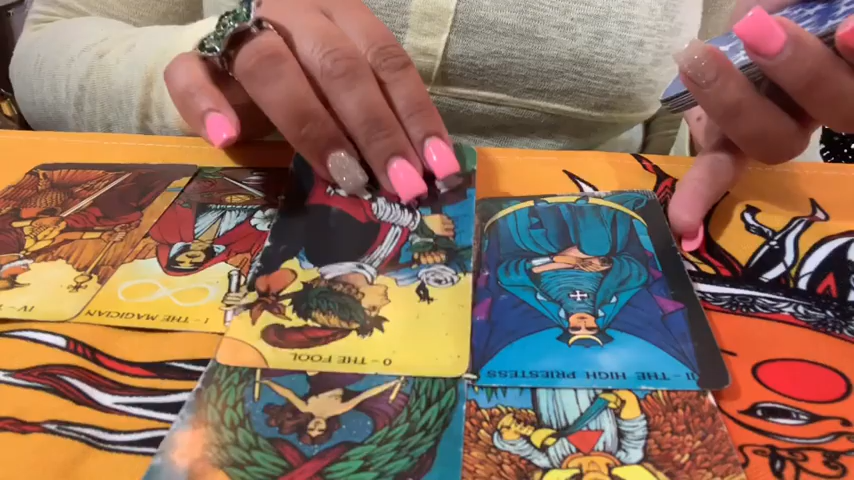 IV
I - THE MAGICIAN
0 - THE FOOL
II - THE HIGH PRIESTESS